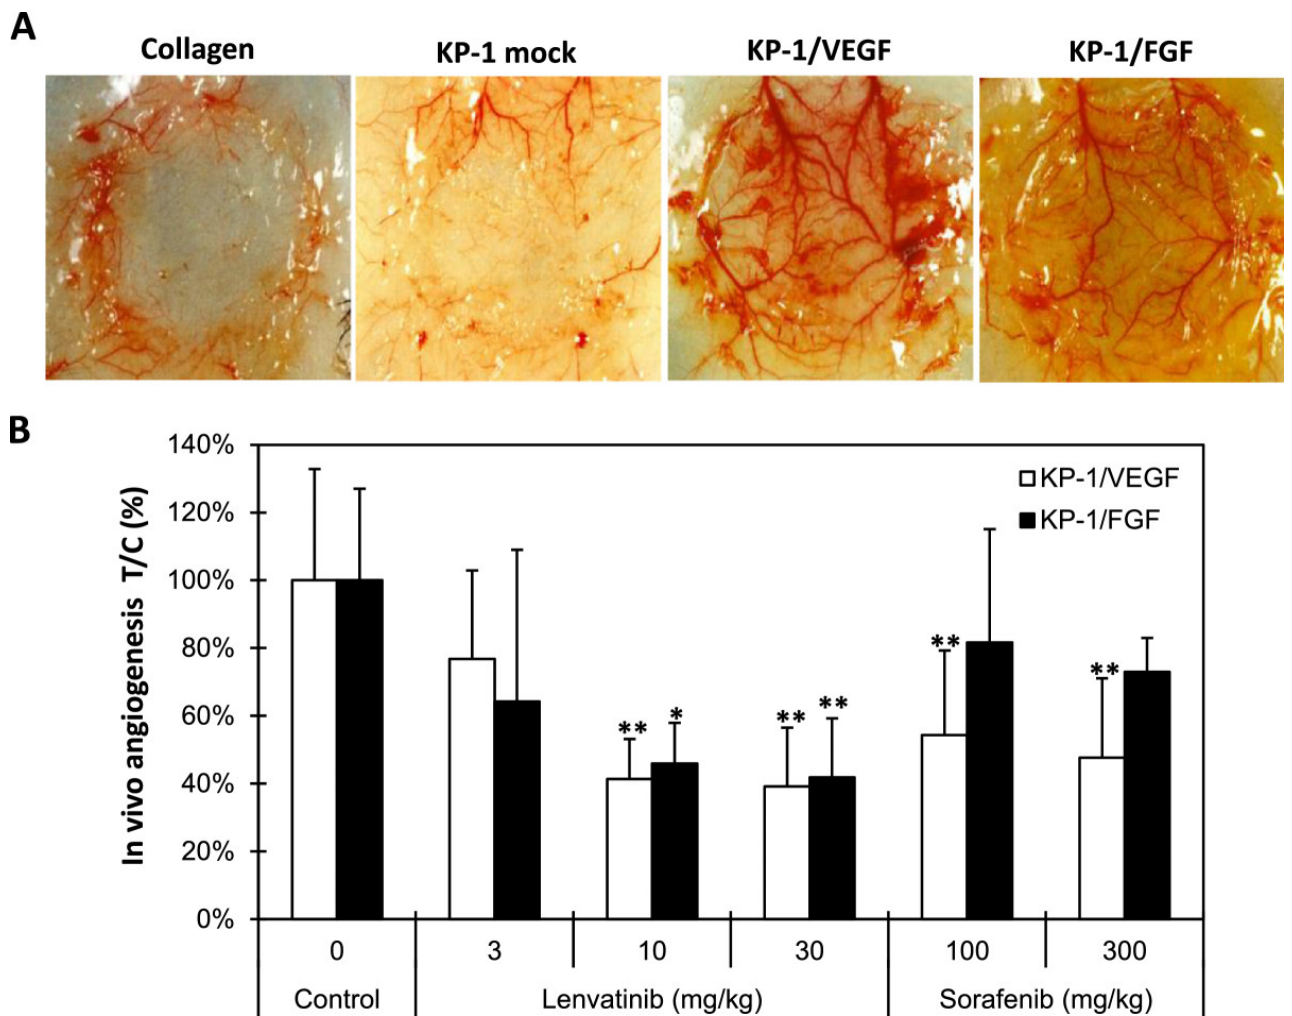 A
Collagen
KP-1 mock
KP-1/VEGF
KP-1/FGF
B
In vivo angiogenesis T/C (%)
140%
120%
100%
80%
60%
40%
20%
0%
KP-1/VEGF
KP-1/FGF
**
*
**
**
**
**
0
3
10
30
100
300
Control
Lenvatinib (mg/kg)
Sorafenib (mg/kg)